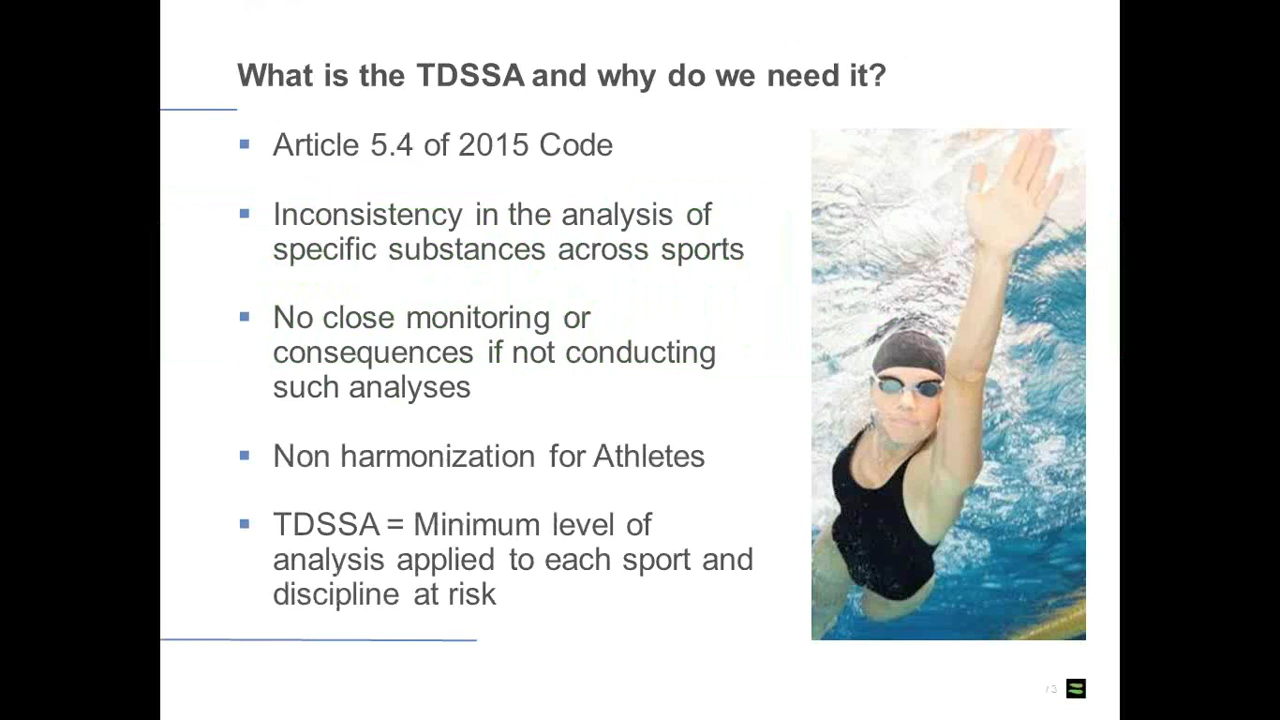 What is the TDSSA and why do we need it?
▪ Article 5.4 of 2015 Code
▪ Inconsistency in the analysis of
specific substances across sports
▪ No close monitoring or
consequences if not conducting
such analyses
▪ Non harmonization for Athletes
▪ TDSSA = Minimum level of
analysis applied to each sport and
discipline at risk
/ 3